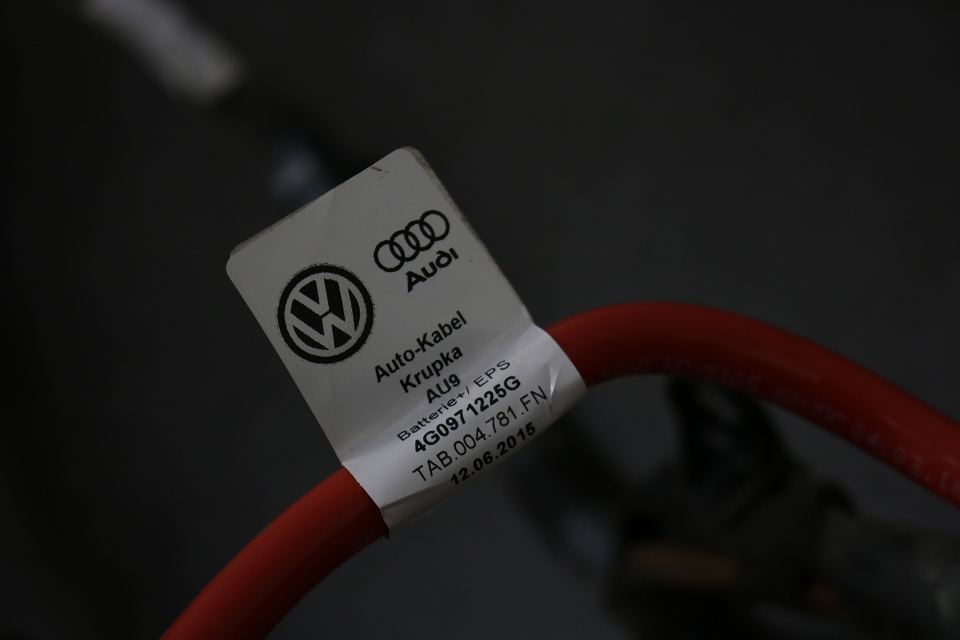 Audi
Auto-Kabel
Krupka
AU9
Batterie+/ EPS
4G0971225G
TAB.004.781.FN
12.06.2015